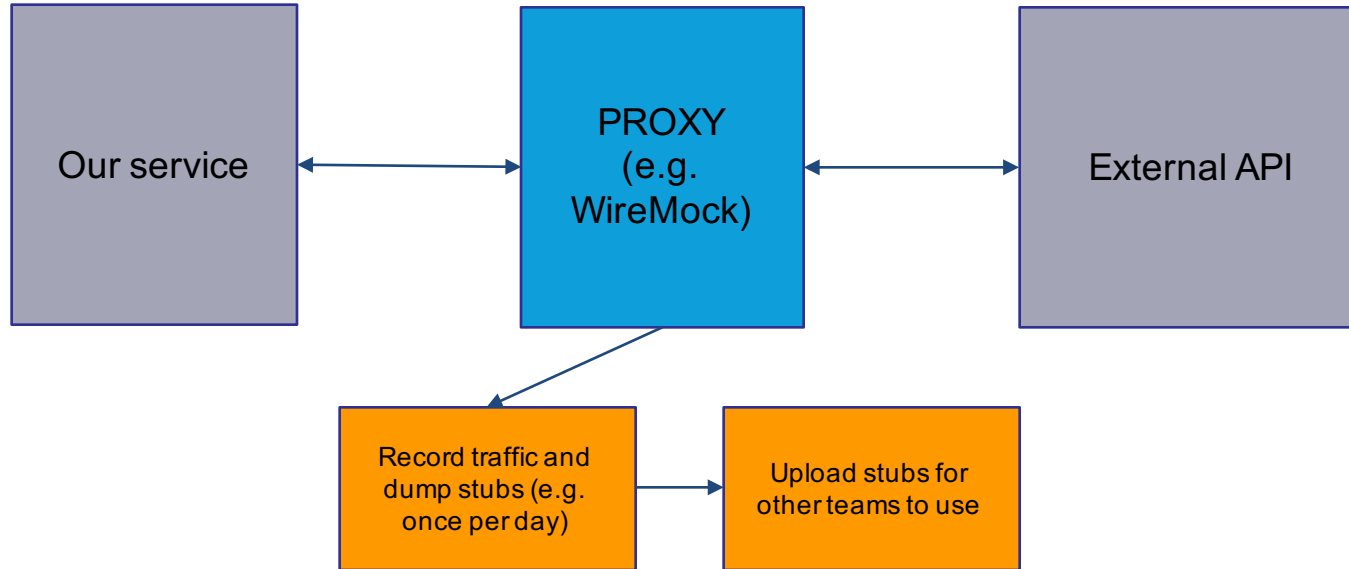 Our service
PROXY
(e.g.
WireMock)
External API
Record traffic and
dump stubs (e.g.
once per day)
Upload stubs for
other teams to use